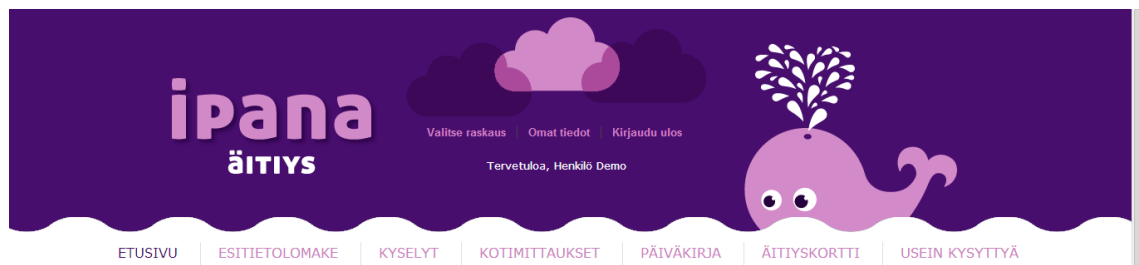 ipana
ÄITIYS
Valitse raskaus Omat tiedot Kirjaudu ulos
Tervetuloa, Henkilö Demo
ETUSIVU ESITIETOLOMAKE KYSELYT KOTIMITTAUKSET PÄIVÄKIRJA ÄITIYSKORTTI USEIN KYSYTTYÄ